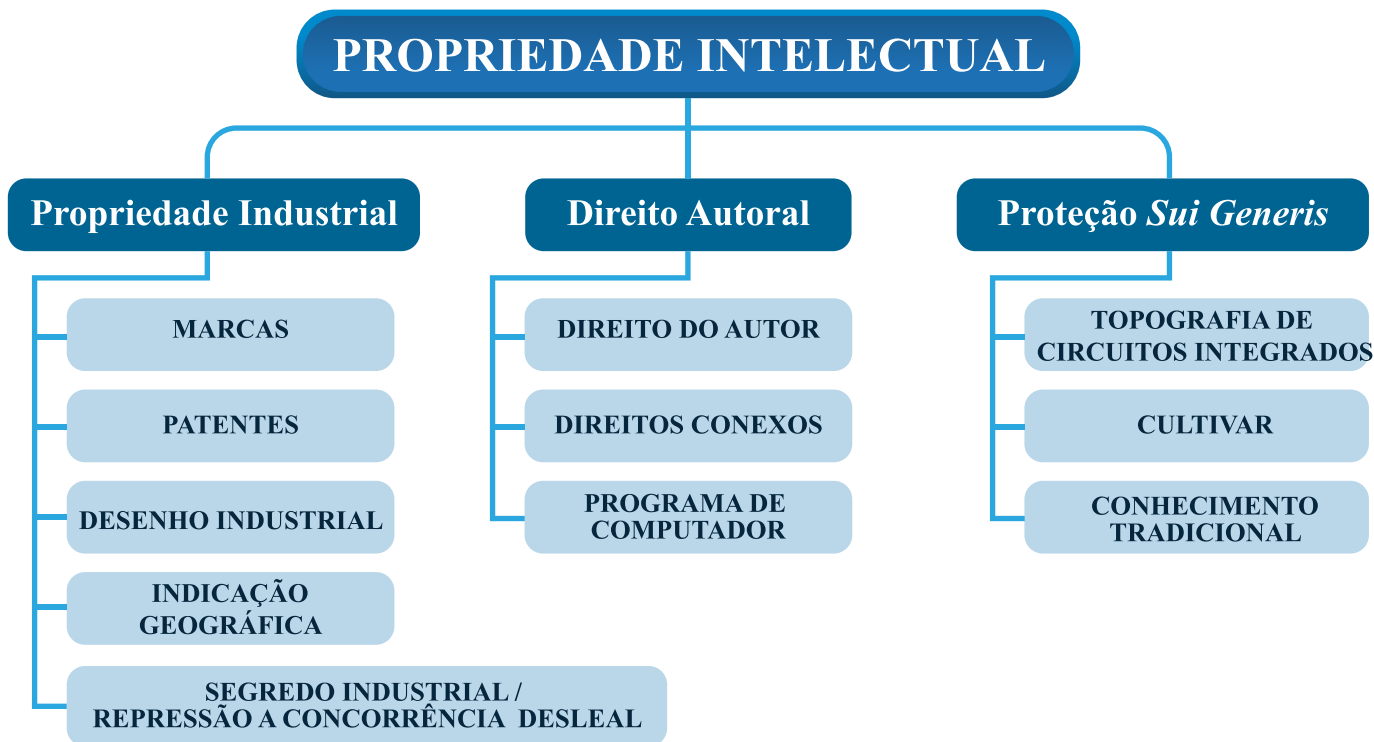 PROPRIEDADE INTELECTUAL
Propriedade Industrial
MARCAS
PATENTES
DESENHO INDUSTRIAL
INDICAÇÃO
GEOGRÁFICA
SEGREDO INDUSTRIAL /
REPRESSÃO A CONCORRÊNCIA DESLEAL
Direito Autoral
DIREITO DO AUTOR
DIREITOS CONEXOS
PROGRAMA DE
COMPUTADOR
Proteção Sui Generis
TOPOGRAFIA DE
CIRCUITOS INTEGRADOS
CULTIVAR
CONHECIMENTO
TRADICIONAL